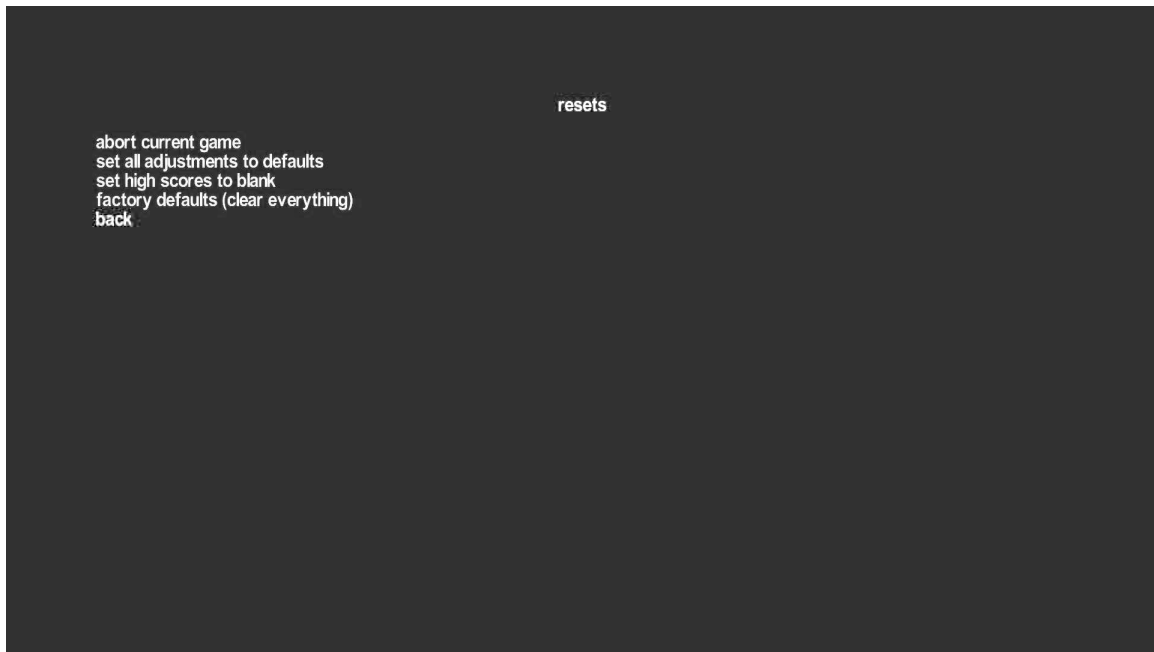 resets
abort current game
set all adjustments to defaults
set high scores to blank
factory defaults (clear everything)
back